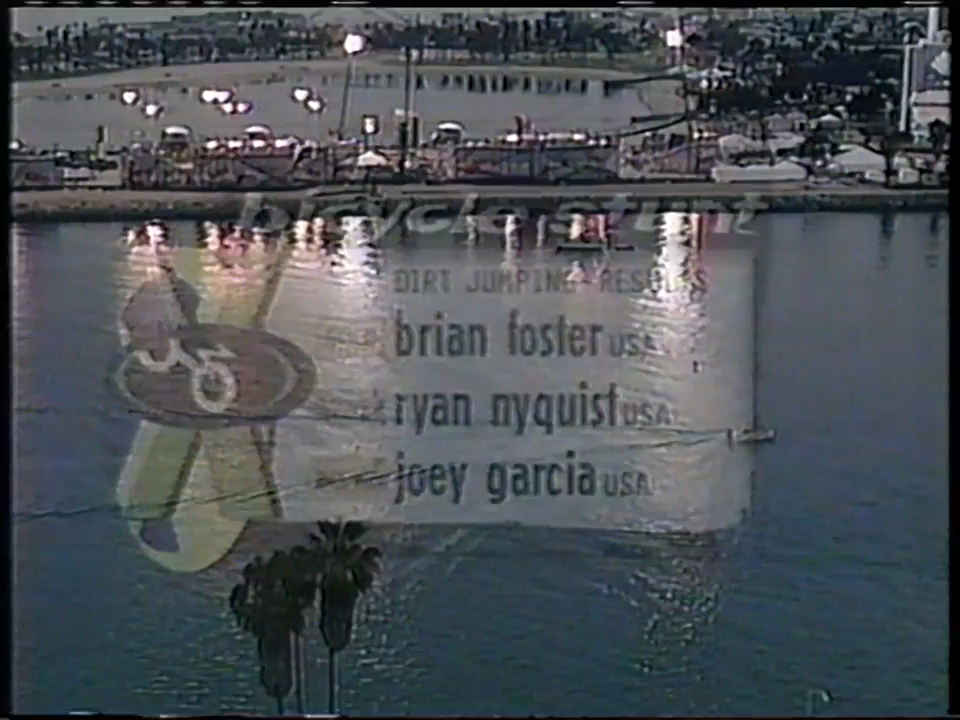 bicycle stunt
DIRT JUMPING RESULTS
brian foster USA
ryan nyquist USA
joey garcia USA